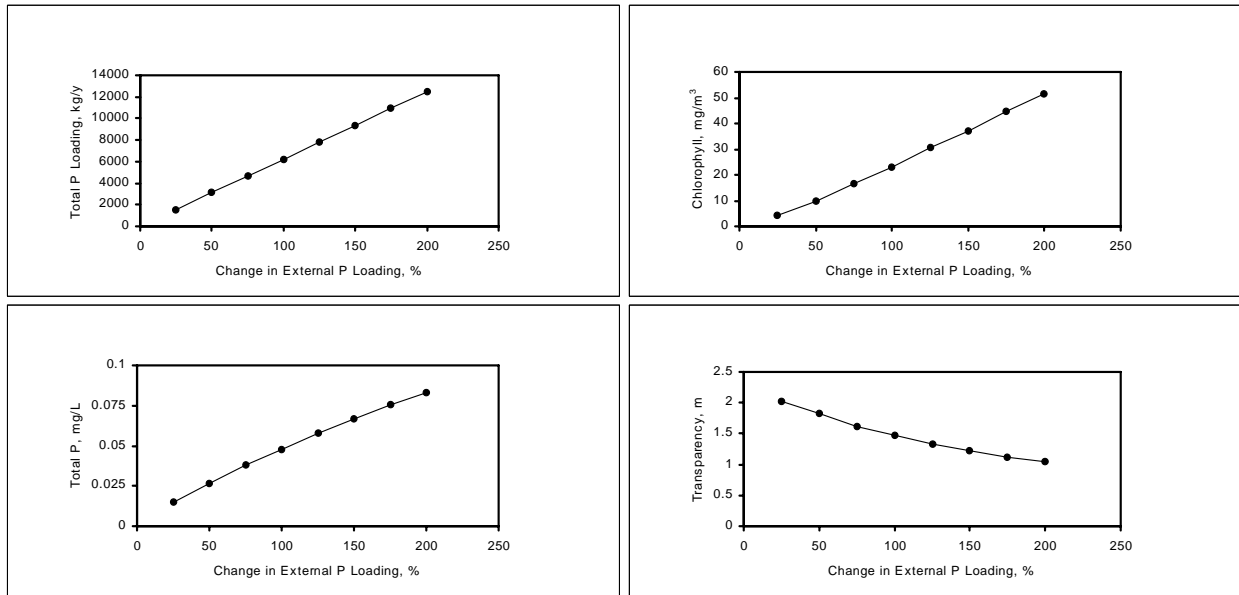 Total P Loading, kg/y
14000
12000
10000
8000
6000
4000
2000
0
0 50 100 150 200 250
Change in External P Loading, %
Chlorophyll, mg/m³
60
50
40
30
20
10
0
0 50 100 150 200 250
Change in External P Loading, %
Total P, mg/L
0.1
0.075
0.05
0.025
0
0 50 100 150 200 250
Change in External P Loading, %
Transparency, m
2.5
2
1.5
1
0.5
0
0 50 100 150 200 250
Change in External P Loading, %